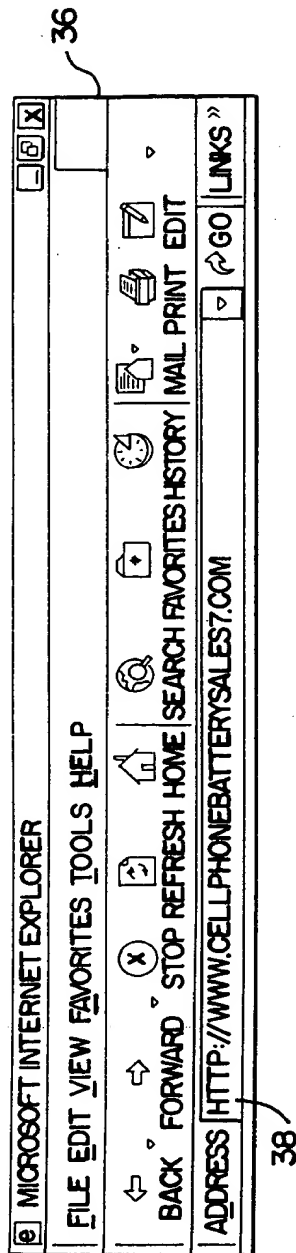 e MICROSOFT INTERNET EXPLORER
36
FILE EDIT VIEW FAVORITES TOOLS HELP
BACK FORWARD STOP REFRESH HOME SEARCH FAVORITES HISTORY MAIL PRINT EDIT
ADDRESS HTTP://WWW.CELLPHONEBATTERYSALES7.COM GO LINKS »
38